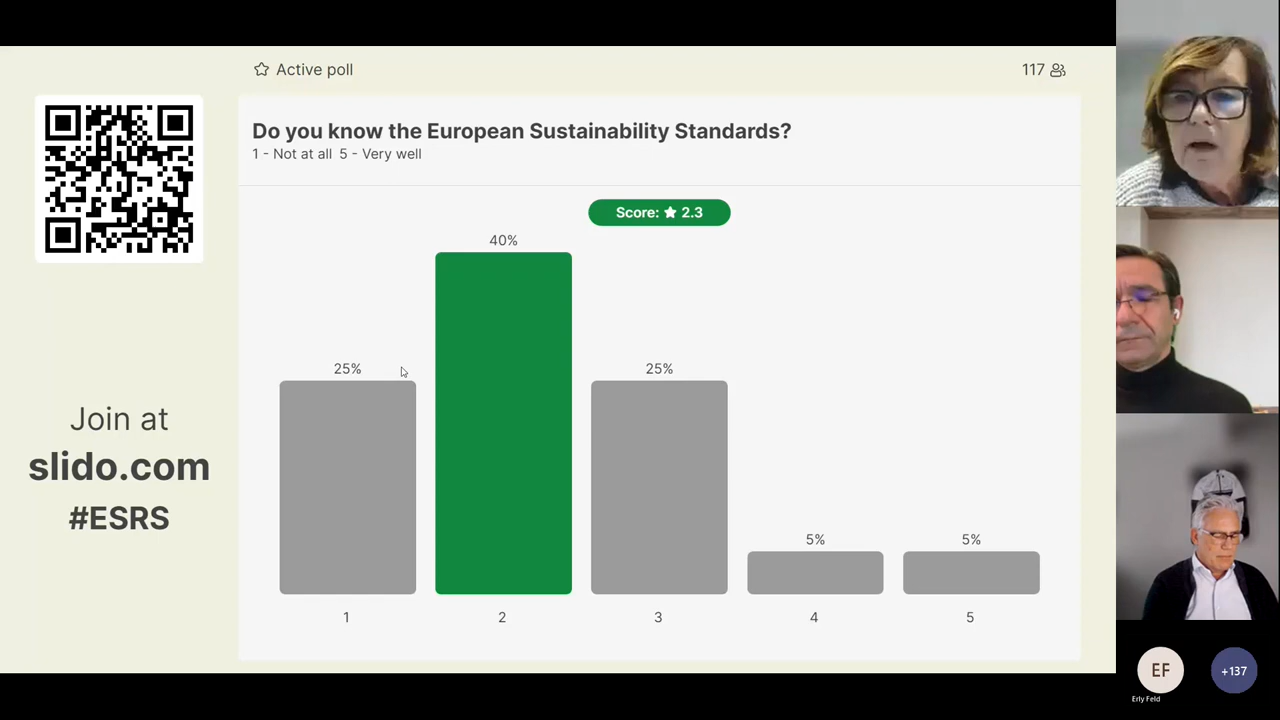 Active poll
117
Do you know the European Sustainability Standards?
1 - Not at all 5 - Very well
Score: 2.3
40%
25%
25%
5%
5%
1
2
3
4
5
Join at
slido.com
#ESRS
EF
+137
Erly Feld